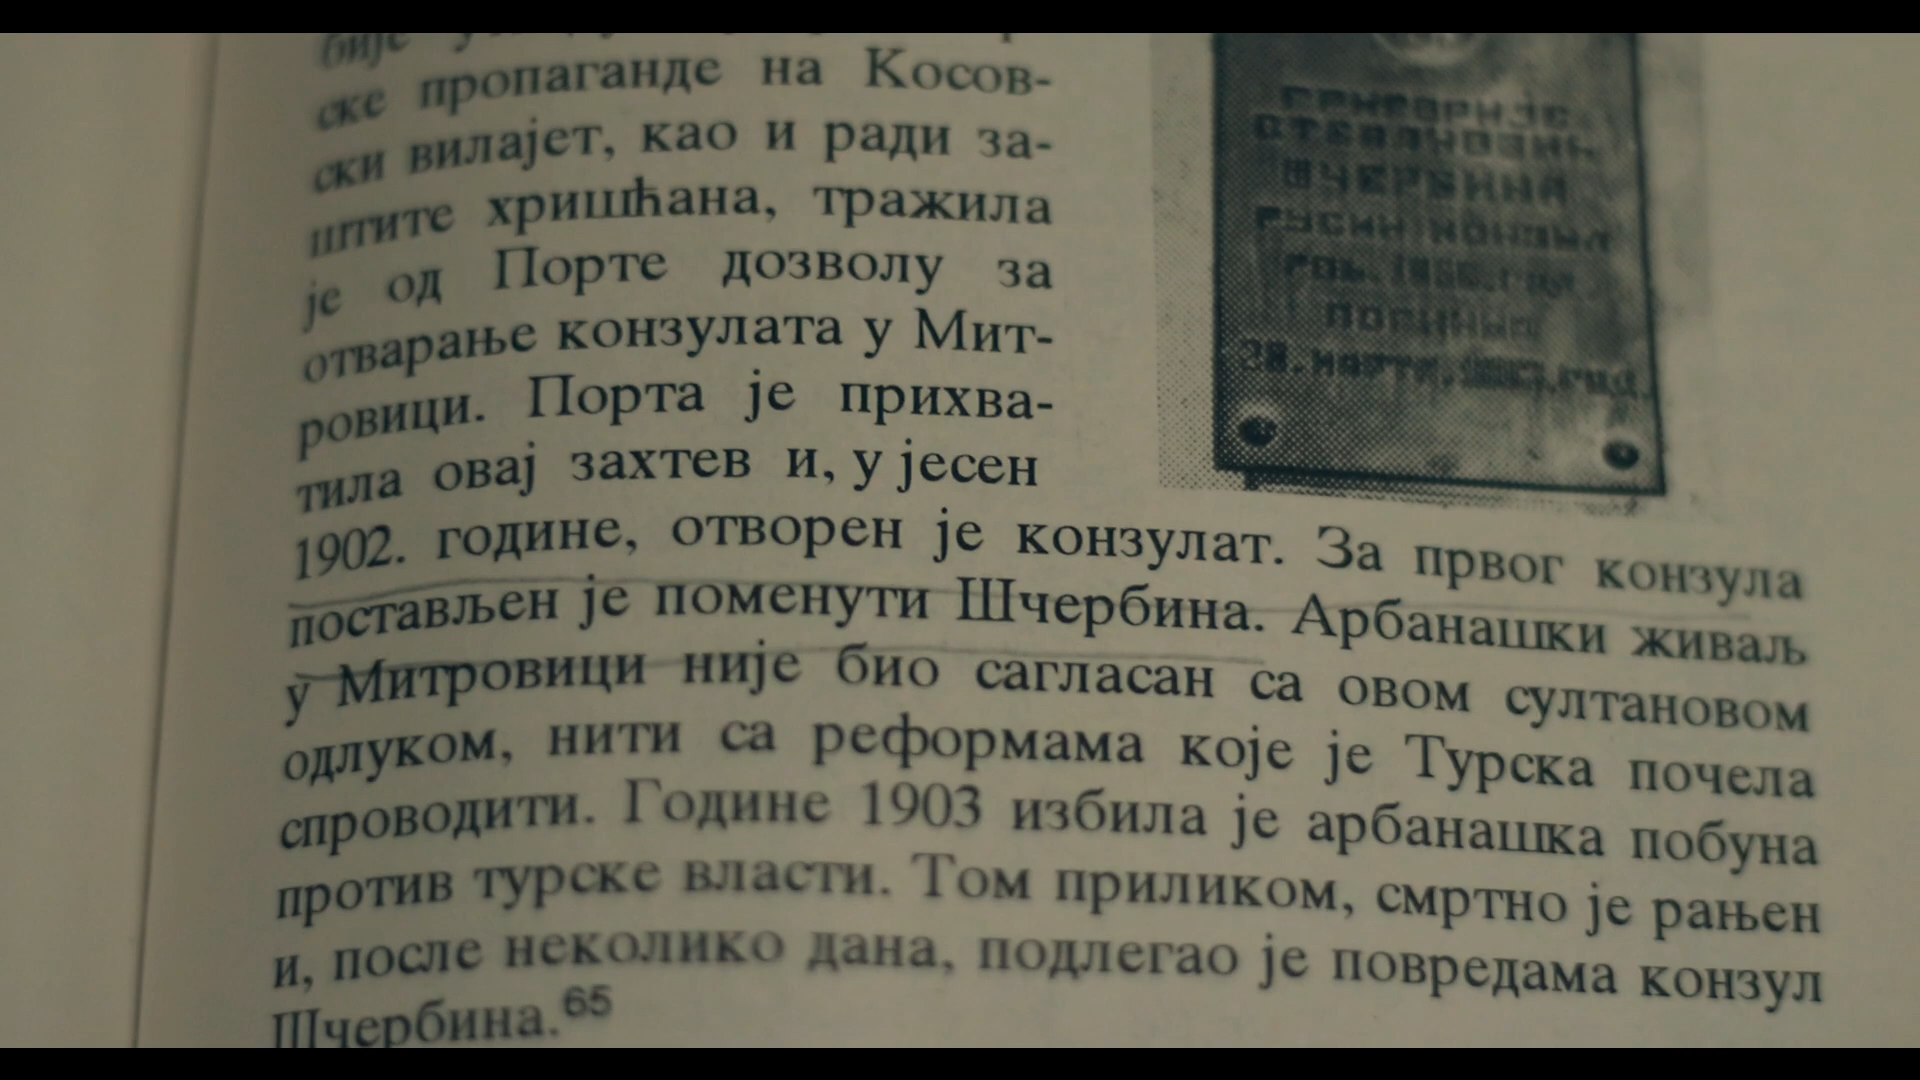 ске пропаганде на Косов-
ски вилајет, као и ради за-
штите хришћана, тражила
је од Порте дозволу за
отварање конзулата у Мит-
ровици. Порта је прихва-
тила овај захтев и, у јесен
1902. године, отворен је конзулат. За првог конзула
постављен је поменути Шчербина. Арбанашки живаљ
у Митровици није био сагласан са овом султановом
одлуком, нити са реформама које је Турска почела
спроводити. Године 1903 избила је арбанашка побуна
против турске власти. Том приликом, смртно је рањен
и, после неколико дана, подлегао је повредама конзул
Шчербина.65
ШЧЕРБИНА